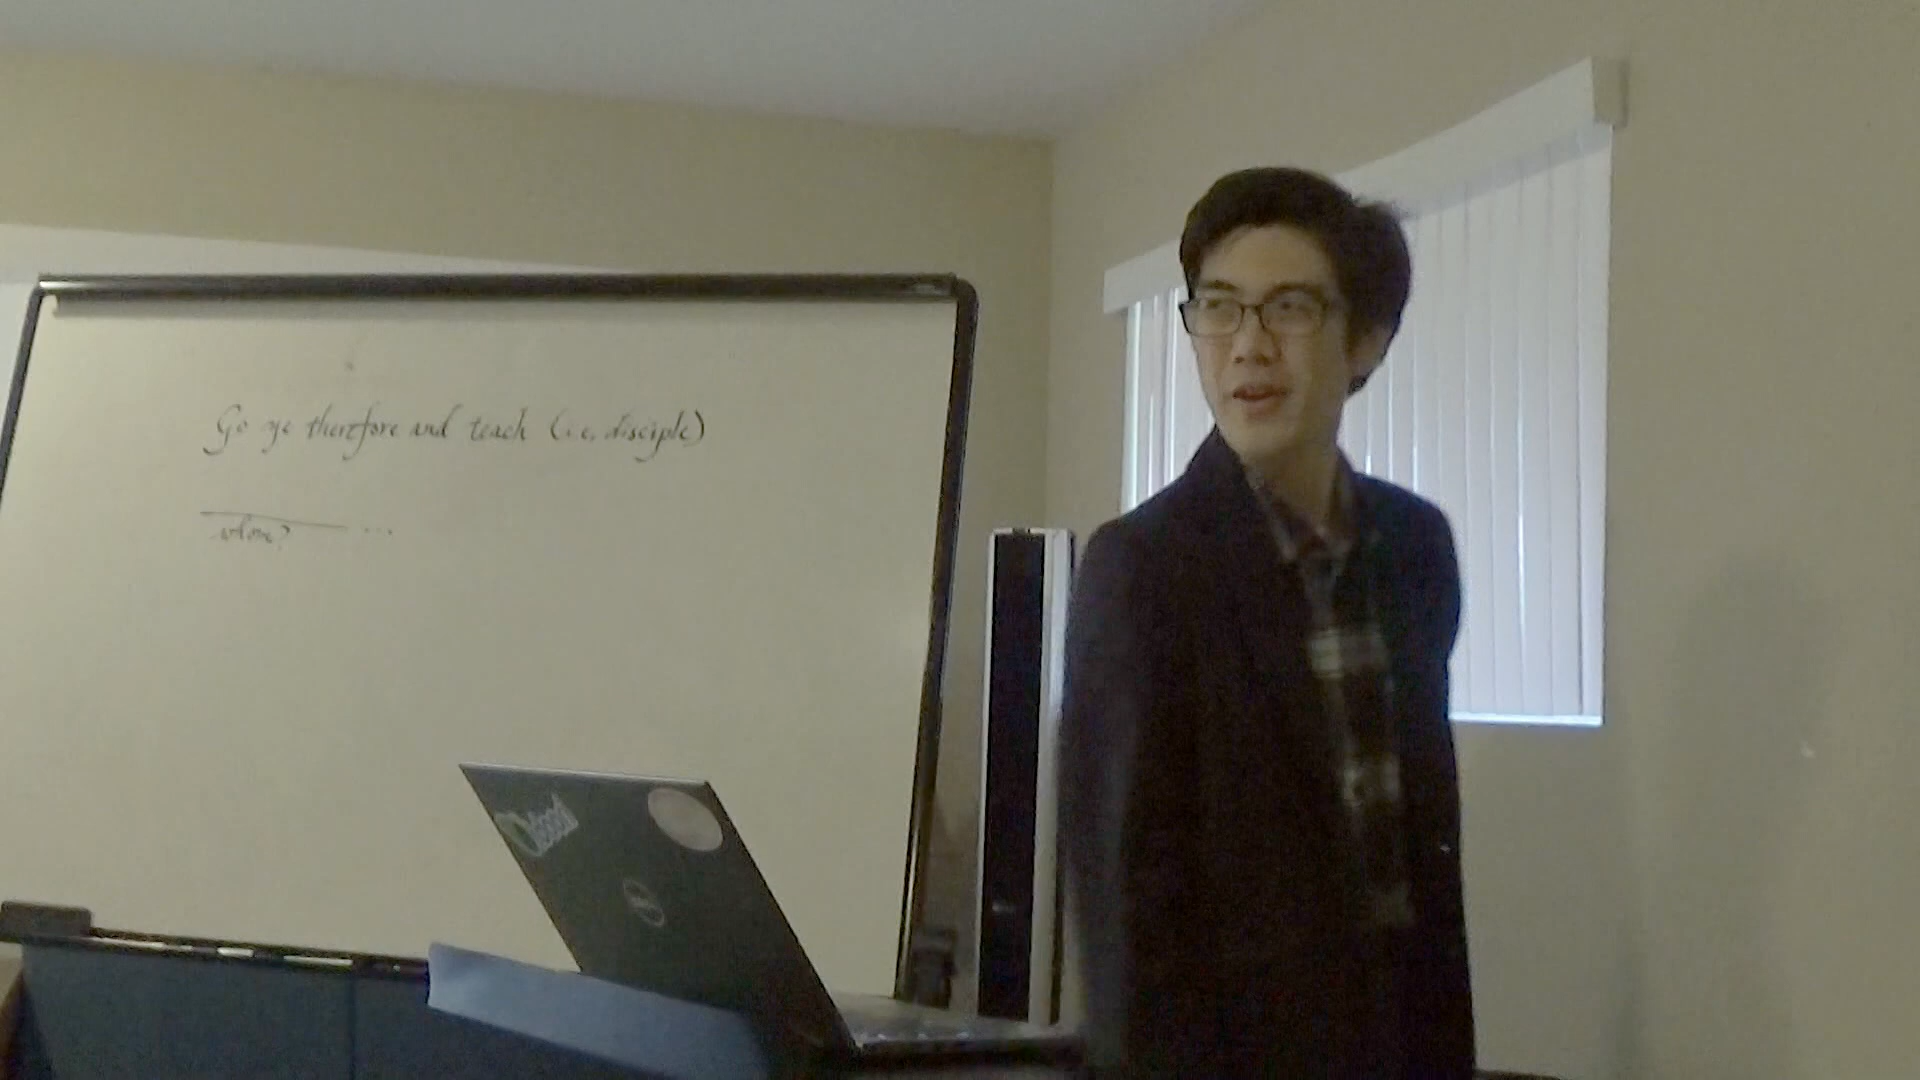 Go ye therefore and teach (i.e. disciple)
whom? ...
DELL